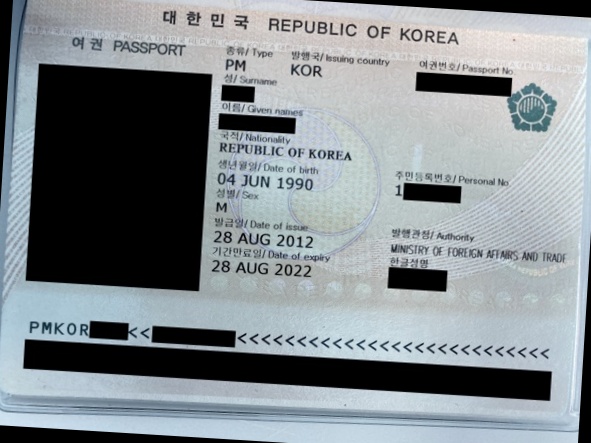 대한민국 REPUBLIC OF KOREA
여권 PASSPORT
종류/ Type 발행국/ Issuing country 여권번호/ Passport No.
PM KOR
성/ Surname
이름/ Given names
국적/ Nationality
REPUBLIC OF KOREA
생년월일/ Date of birth 주민등록번호/ Personal No.
04 JUN 1990 1
성별/ Sex
M
발급일/ Date of issue 발행관청/ Authority
28 AUG 2012 MINISTRY OF FOREIGN AFFAIRS AND TRADE
기간만료일/ Date of expiry 한글성명
28 AUG 2022
PMKOR<<<<<<<<<<<<<<<<<<<<<<<<<<<<<<